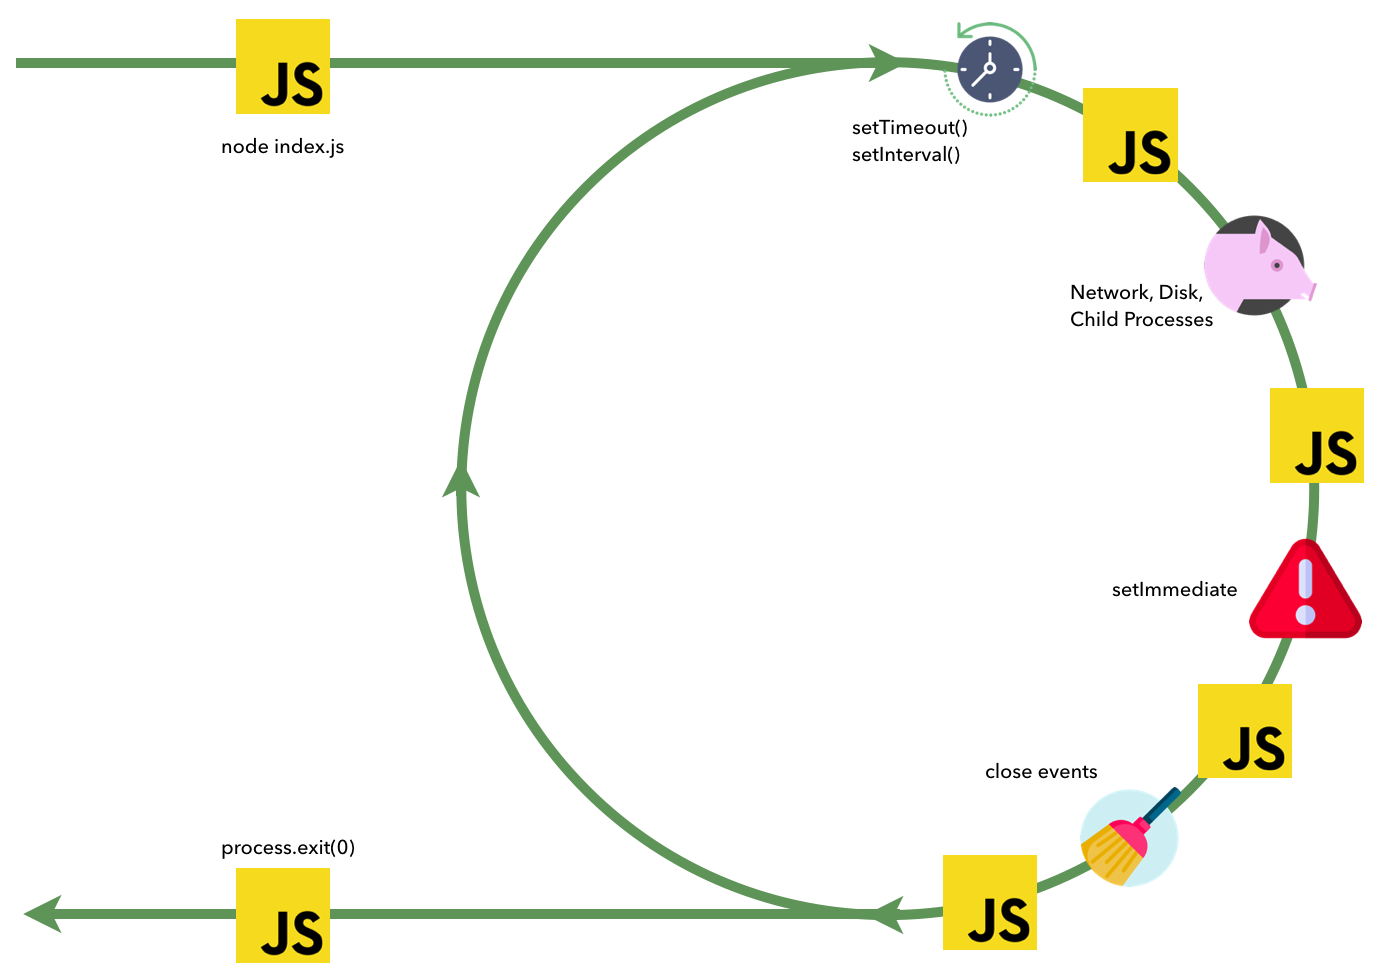 JS
node index.js
setTimeout()
setInterval()
JS
Network, Disk,
Child Processes
JS
setImmediate
JS
close events
JS
process.exit(0)
JS